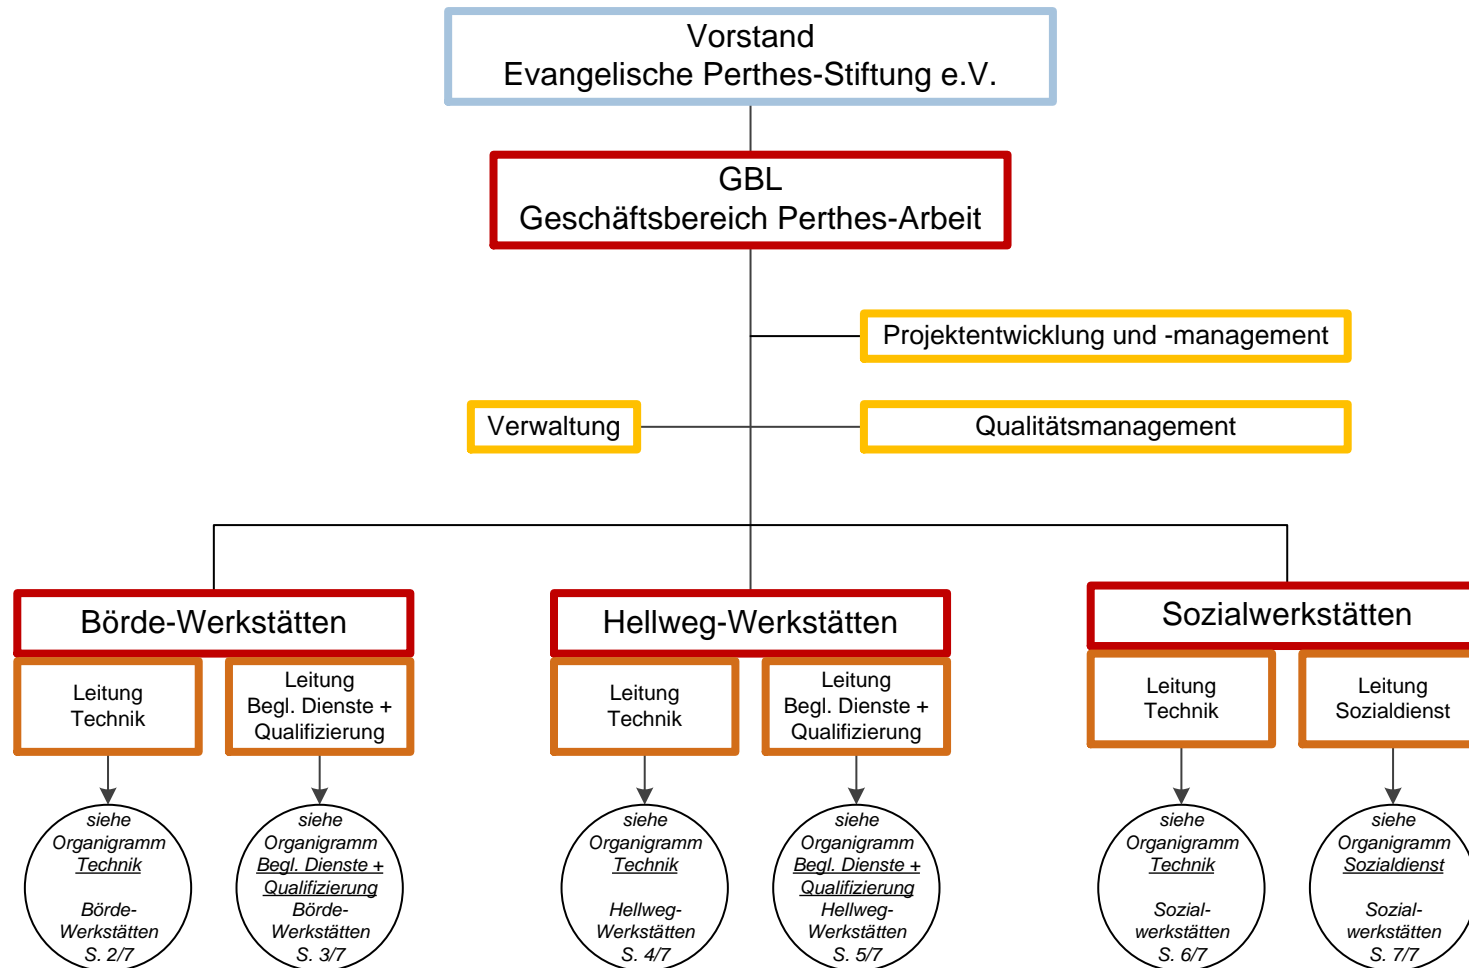 Vorstand
Evangelische Perthes-Stiftung e.V.
GBL
Geschäftsbereich Perthes-Arbeit
Projektentwicklung und -management
Verwaltung
Qualitätsmanagement
Börde-Werkstätten
Leitung
Technik
Leitung
Begl. Dienste +
Qualifizierung
Hellweg-Werkstätten
Leitung
Technik
Leitung
Begl. Dienste +
Qualifizierung
Sozialwerkstätten
Leitung
Technik
Leitung
Sozialdienst
siehe
Organigramm
Technik
Börde-
Werkstätten
S. 2/7
siehe
Organigramm
Begl. Dienste +
Qualifizierung
Börde-
Werkstätten
S. 3/7
siehe
Organigramm
Technik
Hellweg-
Werkstätten
S. 4/7
siehe
Organigramm
Begl. Dienste +
Qualifizierung
Hellweg-
Werkstätten
S. 5/7
siehe
Organigramm
Technik
Sozial-
werkstätten
S. 6/7
siehe
Organigramm
Sozialdienst
Sozial-
werkstätten
S. 7/7